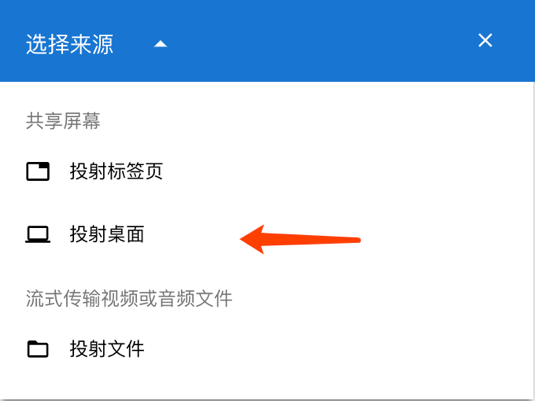 选择来源
共享屏幕
投射标签页
投射桌面
流式传输视频或音频文件
投射文件